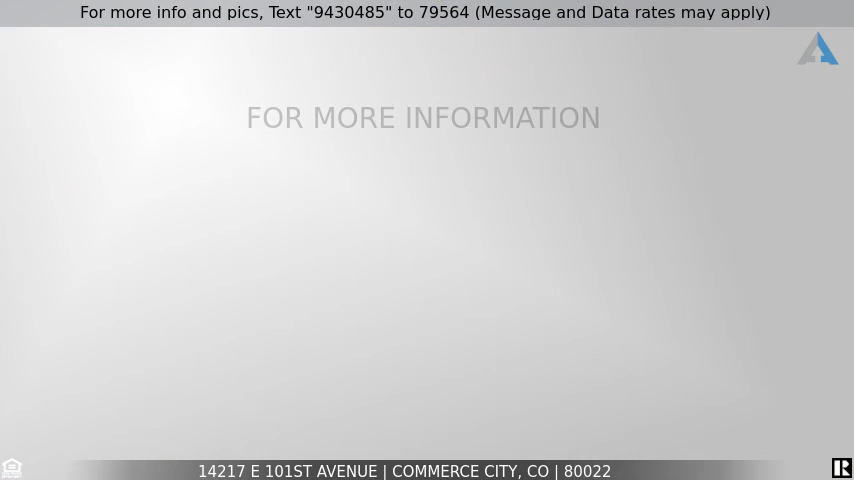 For more info and pics, Text "9430485" to 79564 (Message and Data rates may apply)
FOR MORE INFORMATION
14217 E 101ST AVENUE | COMMERCE CITY, CO | 80022